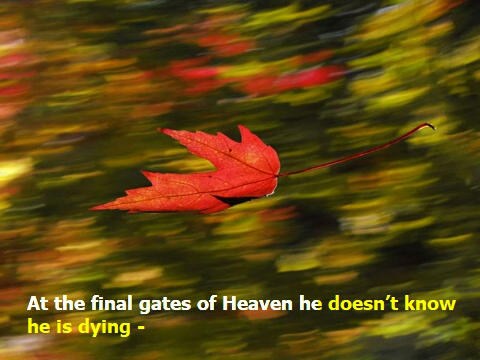 At the final gates of Heaven he doesn’t know
he is dying -